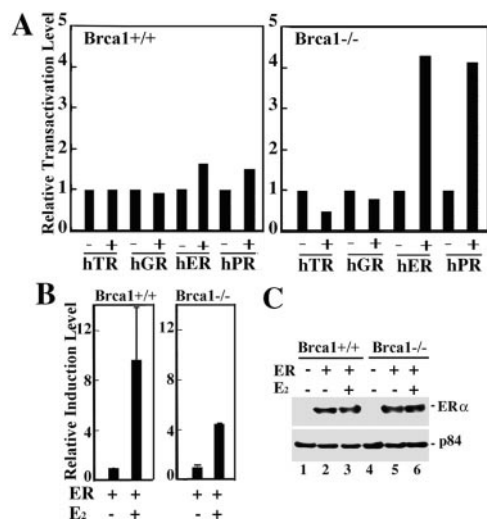 A
Brca1+/+
Brca1-/-
Relative Transactivation Level
5
4
3
2
1
0
5
4
3
2
1
0
- + - + - + - +
hTR hGR hER hPR
- + - + - + - +
hTR hGR hER hPR
B
Brca1+/+
Brca1-/-
Relative Induction Level
12
8
4
0
12
8
4
0
ER + + + +
E2 - + - +
C
Brca1+/+ Brca1-/-
ER - + + - + +
E2 - - + - - +
-ERα
-p84
1 2 3 4 5 6